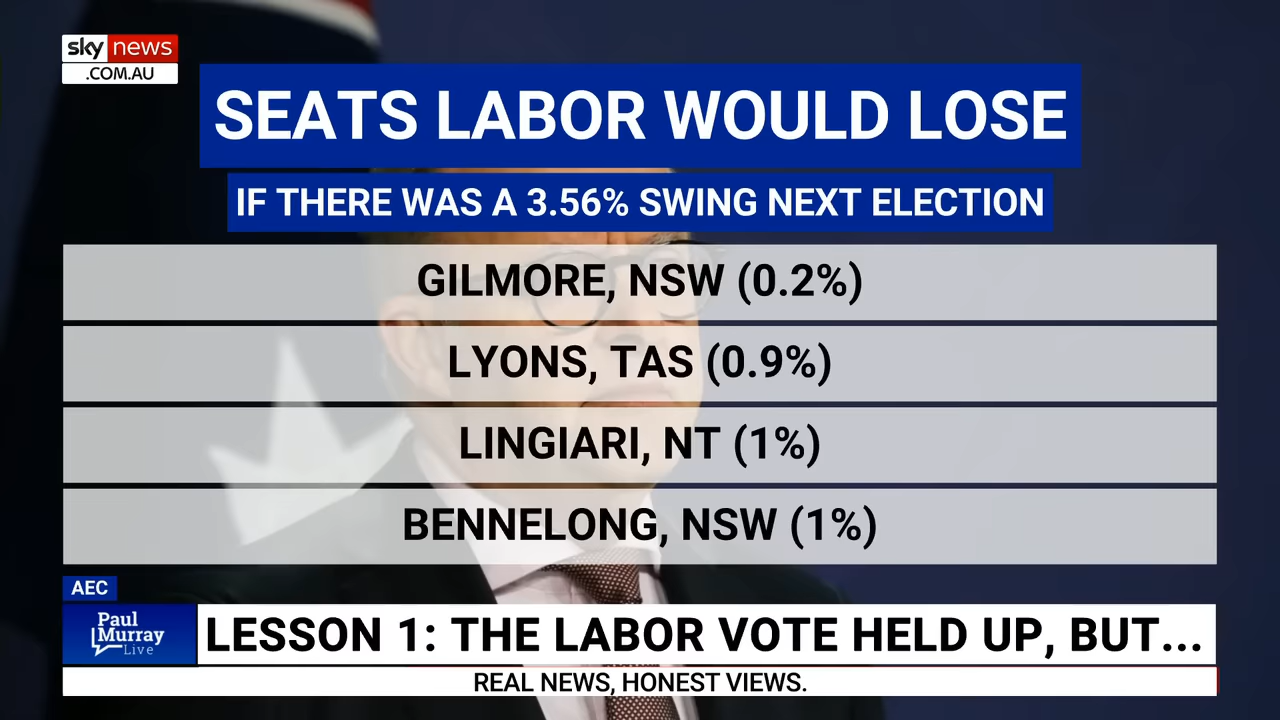 sky news
.COM.AU
SEATS LABOR WOULD LOSE
IF THERE WAS A 3.56% SWING NEXT ELECTION
GILMORE, NSW (0.2%)
LYONS, TAS (0.9%)
LINGIARI, NT (1%)
BENNELONG, NSW (1%)
AEC
Paul
Murray
Live
LESSON 1: THE LABOR VOTE HELD UP, BUT...
REAL NEWS, HONEST VIEWS.